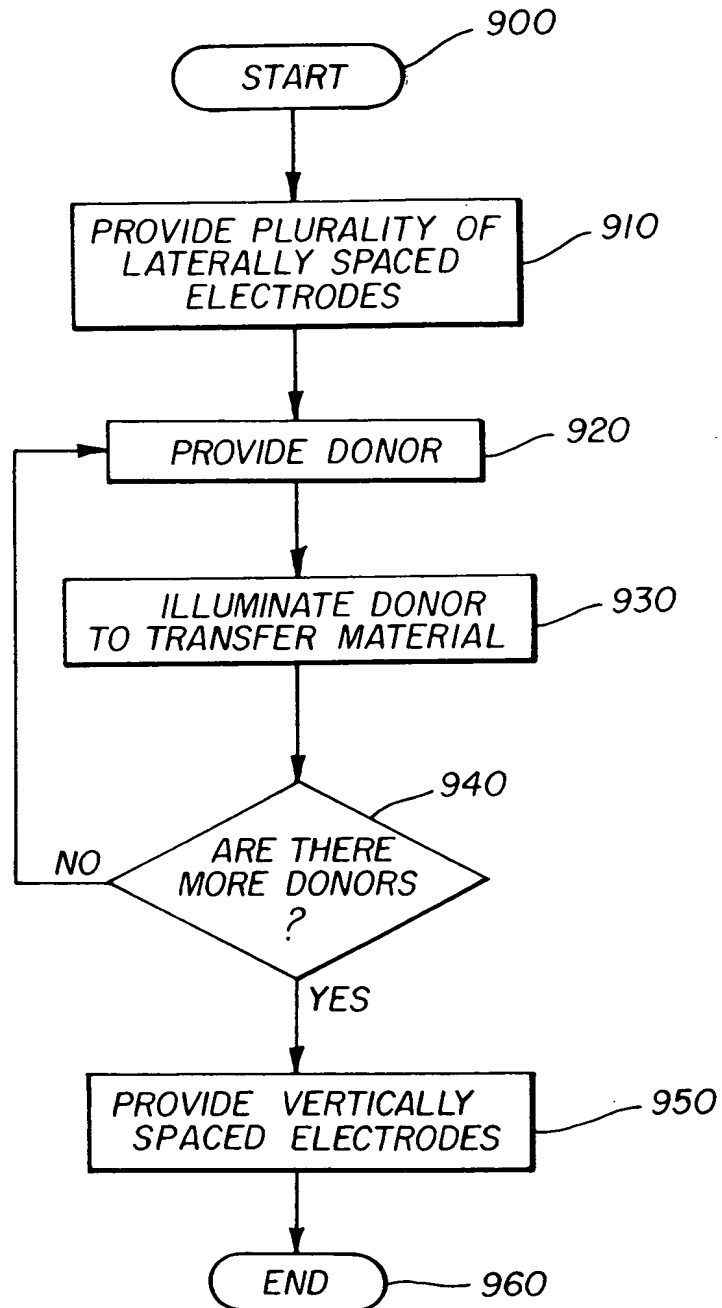 900
START
PROVIDE PLURALITY OF
LATERALLY SPACED
ELECTRODES
910
PROVIDE DONOR
920
ILLUMINATE DONOR
TO TRANSFER MATERIAL
930
940
ARE THERE
MORE DONORS
?
NO
YES
PROVIDE VERTICALLY
SPACED ELECTRODES
950
END
960